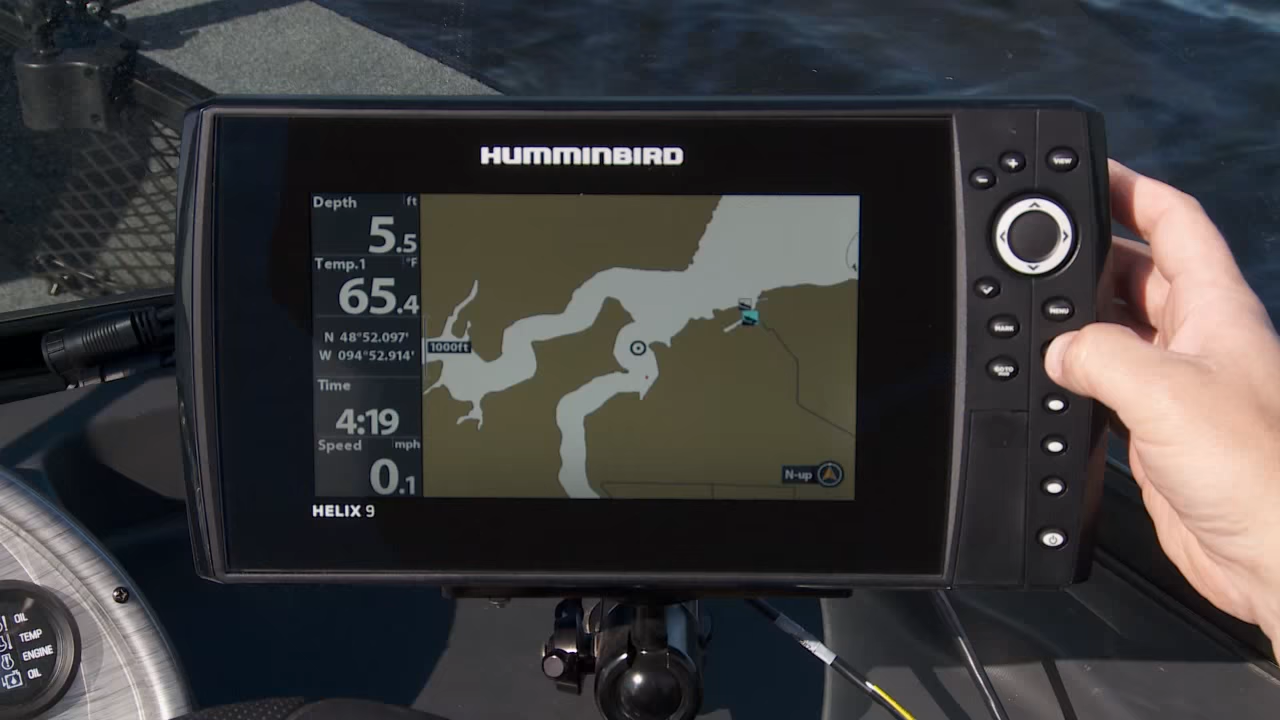 HUMMINBIRD
Depth ft
5.5
Temp.1 °F
65.4
N 48°52.097'
W 094°52.914'
Time
4:19
Speed mph
0.1
1000ft
N-up
HELIX 9
+
-
VIEW
MENU
MARK
GOTO
OIL
TEMP
ENGINE
OIL